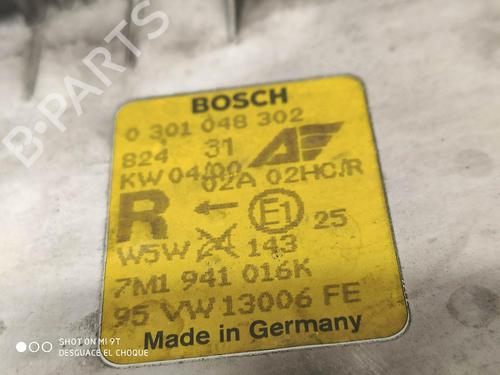 B-PARTS
BOSCH
0 301 048 302
824 31
KW 04/00
02A 02HC/R
R ← E1 25
W5W 24 143
7M1 941 016K
95 VW 13006 FE
Made in Germany
SHOT ON MI 9T
DESGUACE EL CHOQUE